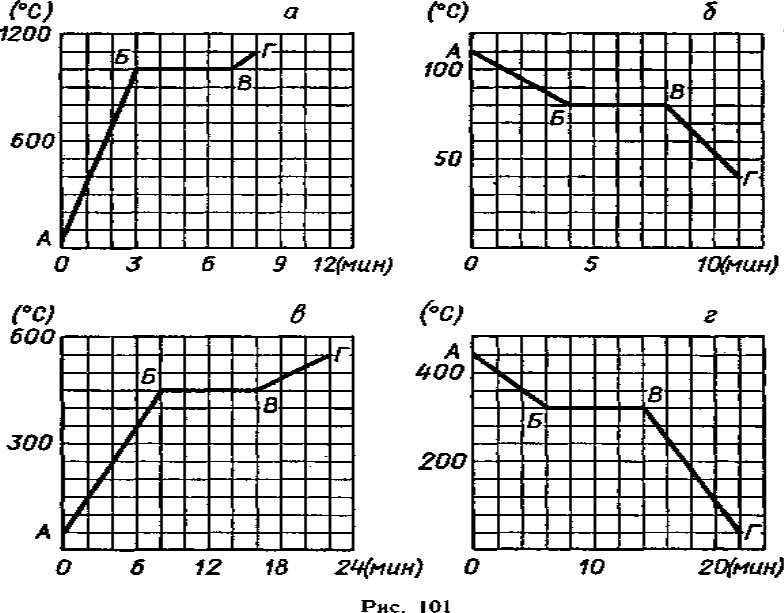 (°C) а
1200
600
А Б В Г
0 3 6 9 12(мин)
(°C) б
100
50
А Б В Г
0 5 10(мин)
(°C) в
600
300
А Б В Г
0 6 12 18 24(мин)
(°C) г
400
200
А Б В Г
0 10 20(мин)
Рис. 101